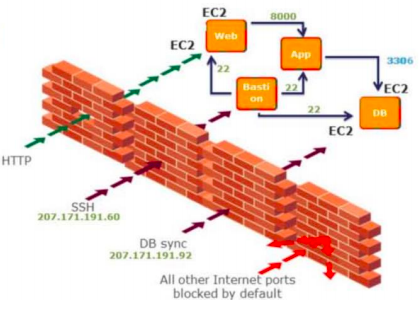 EC2
8000
Web
EC2
App
22
3306
Basti
on
22
EC2
22
DB
EC2
HTTP
SSH
207.171.191.60
DB sync
207.171.191.92
All other Internet ports
blocked by default